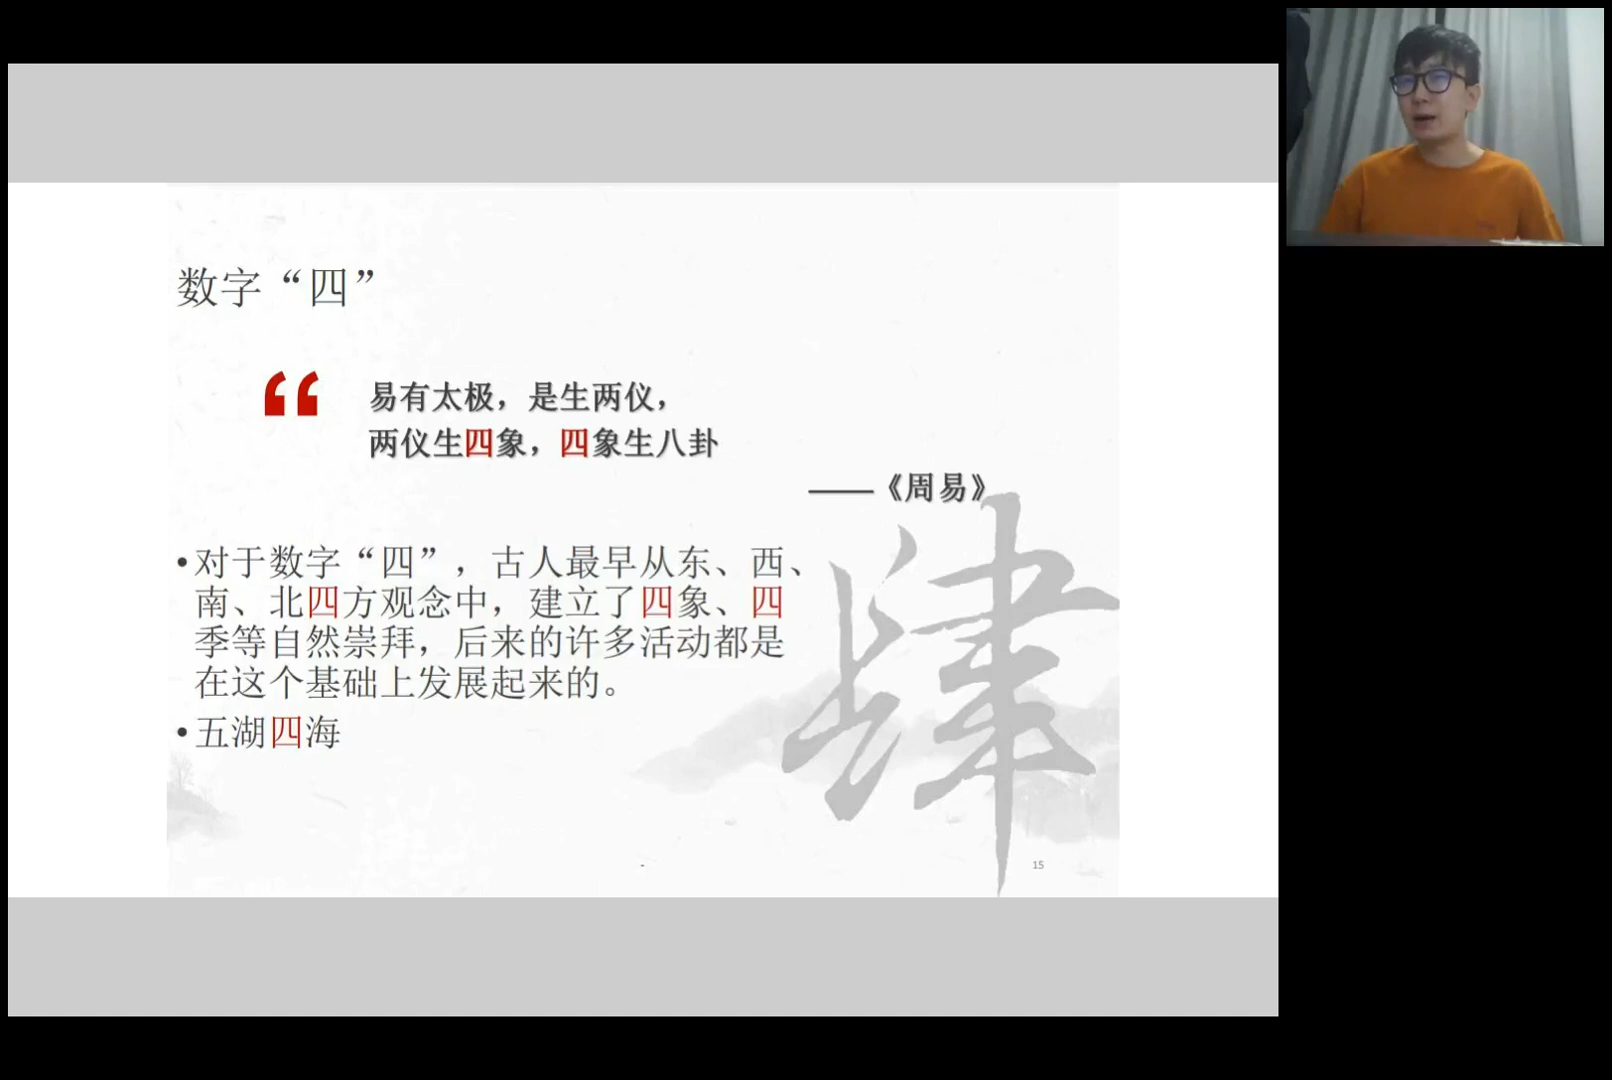 数字“四”
“
易有太极，是生两仪，
两仪生四象，四象生八卦
——《周易》
•对于数字“四”，古人最早从东、西、
南、北四方观念中，建立了四象、四
季等自然崇拜，后来的许多活动都是
在这个基础上发展起来的。
•五湖四海
肆
-
15